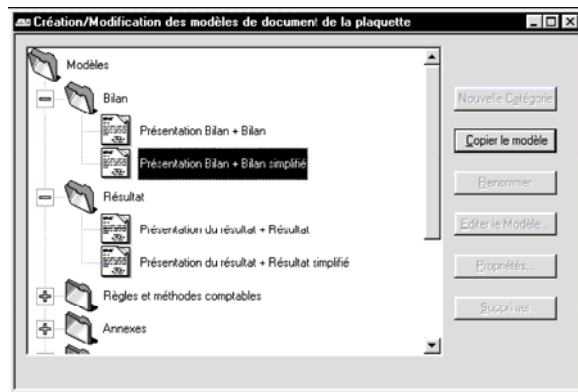 Création/Modification des modèles de document de la plaquette
Modèles
Bilan
Présentation Bilan + Bilan
Présentation Bilan + Bilan simplifié
Résultat
Présentation du résultat + Résultat
Présentation du résultat + Résultat simplifié
Règles et méthodes comptables
Annexes
Nouvelle Catégorie
Copier le modèle
Renommer
Editer le Modèle...
Propriétés...
Supprimer